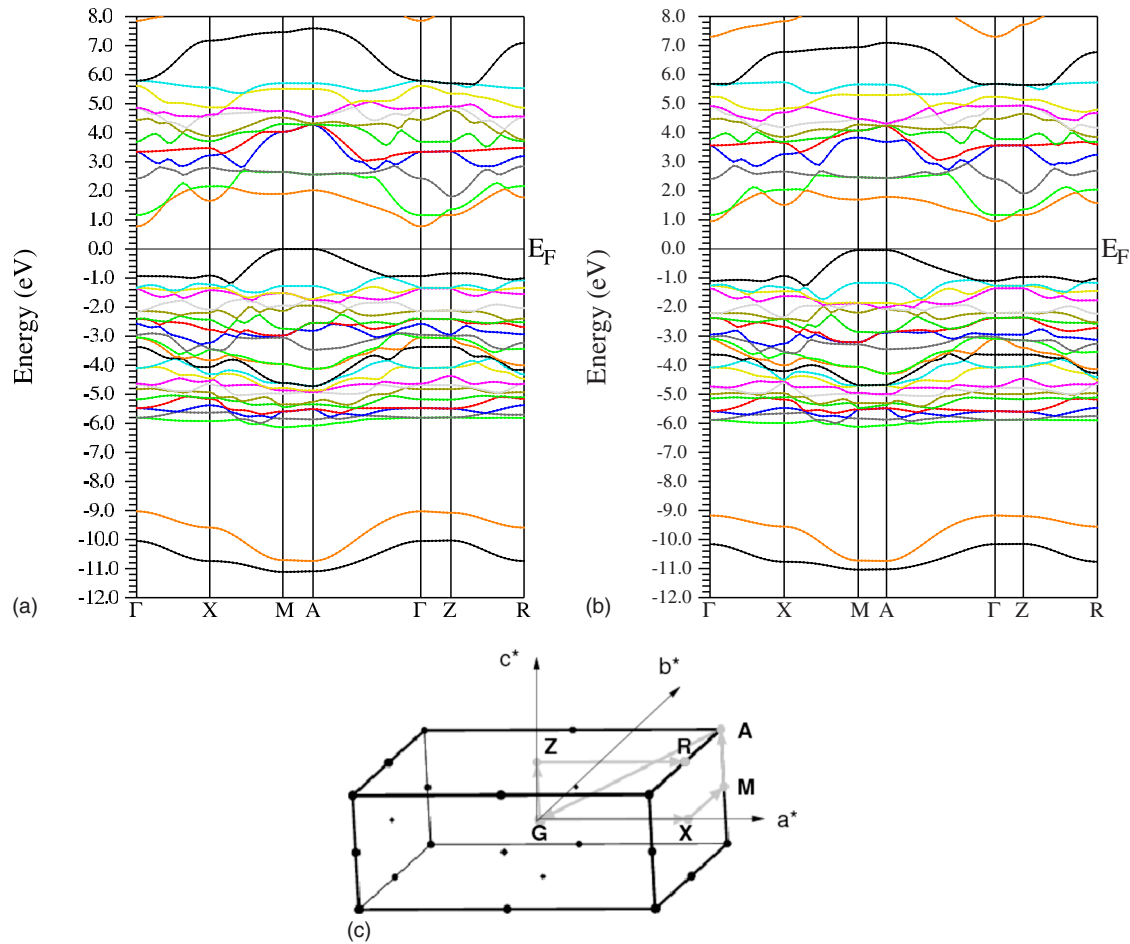 8.0
7.0
6.0
5.0
4.0
3.0
2.0
1.0
0.0
-1.0
-2.0
-3.0
-4.0
-5.0
-6.0
-7.0
-8.0
-9.0
-10.0
-11.0
-12.0
Energy (eV)
E_F
Γ X M A Γ Z R
(a)
8.0
7.0
6.0
5.0
4.0
3.0
2.0
1.0
0.0
-1.0
-2.0
-3.0
-4.0
-5.0
-6.0
-7.0
-8.0
-9.0
-10.0
-11.0
-12.0
Energy (eV)
E_F
Γ X M A Γ Z R
(b)
c*
b*
A
Z R
M
G X a*
(c)